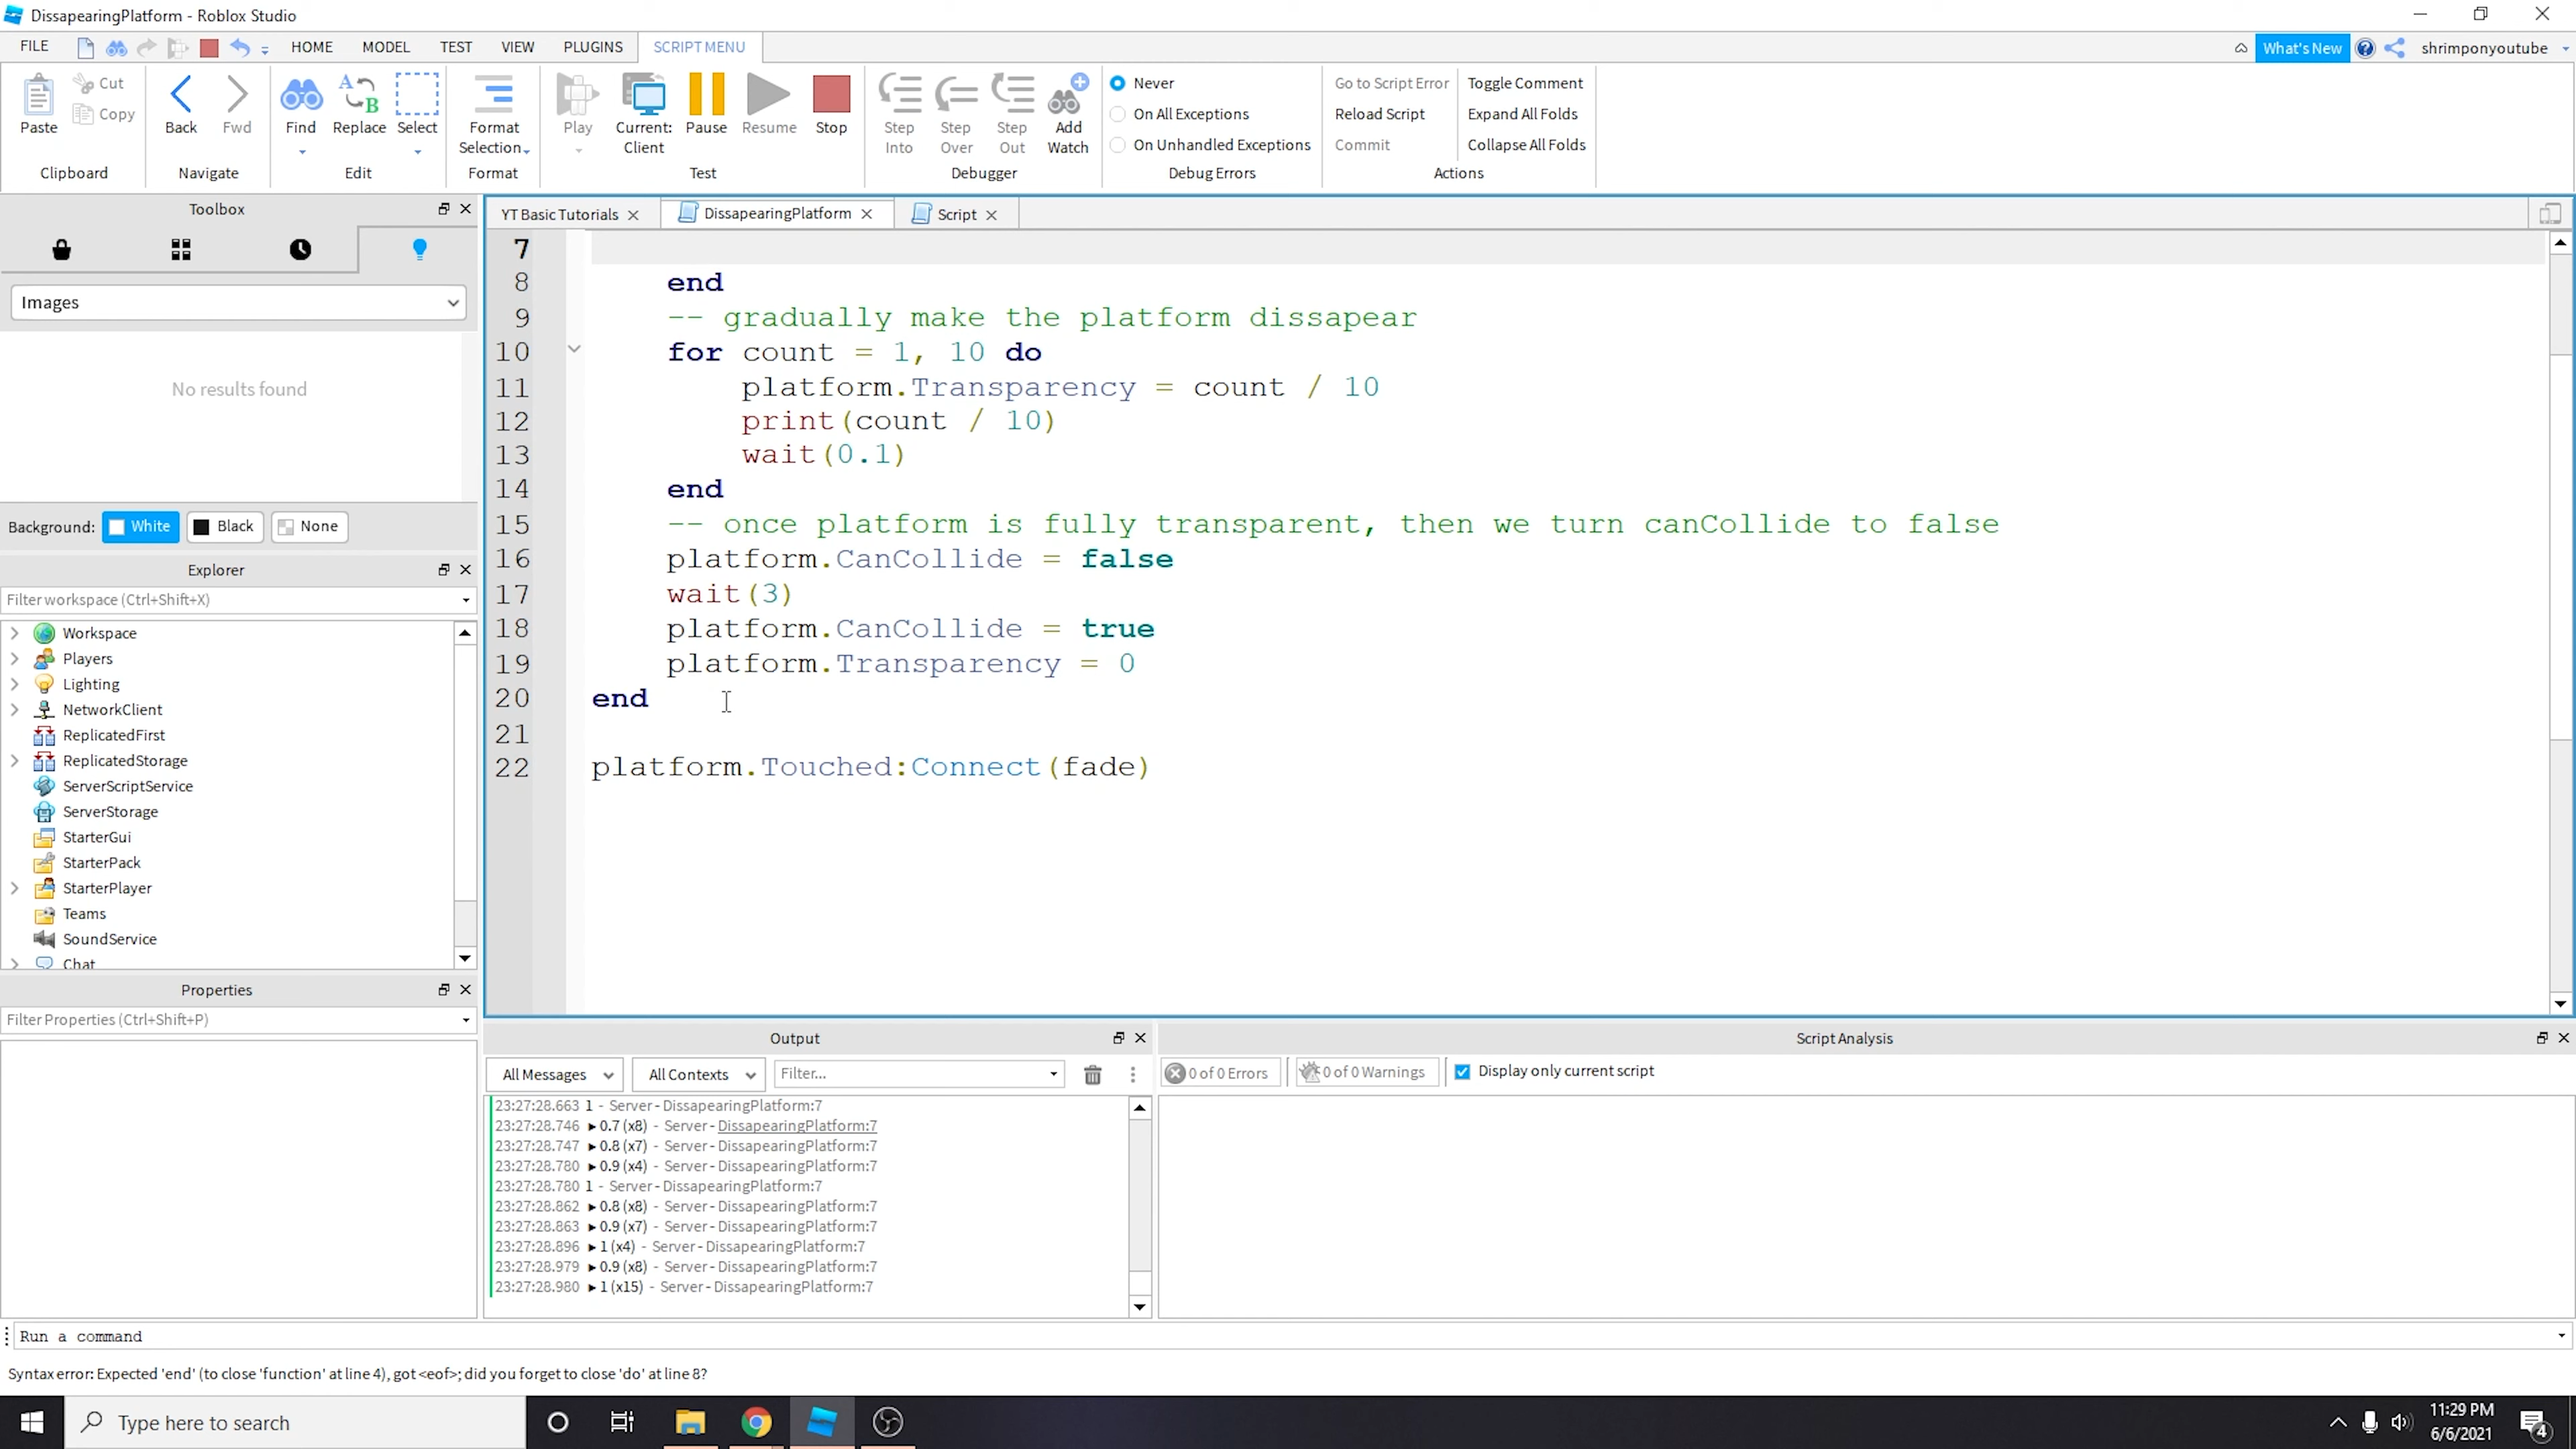 DissapearingPlatform - Roblox Studio
FILE HOME MODEL TEST VIEW PLUGINS SCRIPT MENU What's New shrimponyoutube
Paste Cut Copy Clipboard
Back Fwd Navigate
Find Replace Select Edit
Format Selection Format
Play Current: Client Pause Resume Stop Test
Step Into Step Over Step Out Add Watch Debugger
Never
On All Exceptions
On Unhandled Exceptions
Debug Errors
Go to Script Error Toggle Comment
Reload Script Expand All Folds
Commit Collapse All Folds
Actions
Toolbox
Images
No results found
Background: White Black None
Explorer
Filter workspace (Ctrl+Shift+X)
Workspace
Players
Lighting
NetworkClient
ReplicatedFirst
ReplicatedStorage
ServerScriptService
ServerStorage
StarterGui
StarterPack
StarterPlayer
Teams
SoundService
Chat
Properties
Filter Properties (Ctrl+Shift+P)
YT Basic Tutorials DissapearingPlatform Script
7
8 end
9 -- gradually make the platform dissapear
10 for count = 1, 10 do
11 platform.Transparency = count / 10
12 print(count / 10)
13 wait(0.1)
14 end
15 -- once platform is fully transparent, then we turn canCollide to false
16 platform.CanCollide = false
17 wait(3)
18 platform.CanCollide = true
19 platform.Transparency = 0
20 end
21
22 platform.Touched:Connect(fade)
Output
All Messages All Contexts Filter...
23:27:28.663 1 - Server - DissapearingPlatform:7
23:27:28.746 ▶ 0.7 (x8) - Server - DissapearingPlatform:7
23:27:28.747 ▶ 0.8 (x7) - Server - DissapearingPlatform:7
23:27:28.780 ▶ 0.9 (x4) - Server - DissapearingPlatform:7
23:27:28.780 1 - Server - DissapearingPlatform:7
23:27:28.862 ▶ 0.8 (x8) - Server - DissapearingPlatform:7
23:27:28.863 ▶ 0.9 (x7) - Server - DissapearingPlatform:7
23:27:28.896 ▶ 1 (x4) - Server - DissapearingPlatform:7
23:27:28.979 ▶ 0.9 (x8) - Server - DissapearingPlatform:7
23:27:28.980 ▶ 1 (x15) - Server - DissapearingPlatform:7
Script Analysis
0 of 0 Errors 0 of 0 Warnings Display only current script
Run a command
Syntax error: Expected 'end' (to close 'function' at line 4), got <eof>; did you forget to close 'do' at line 8?
Type here to search
11:29 PM
6/6/2021
4